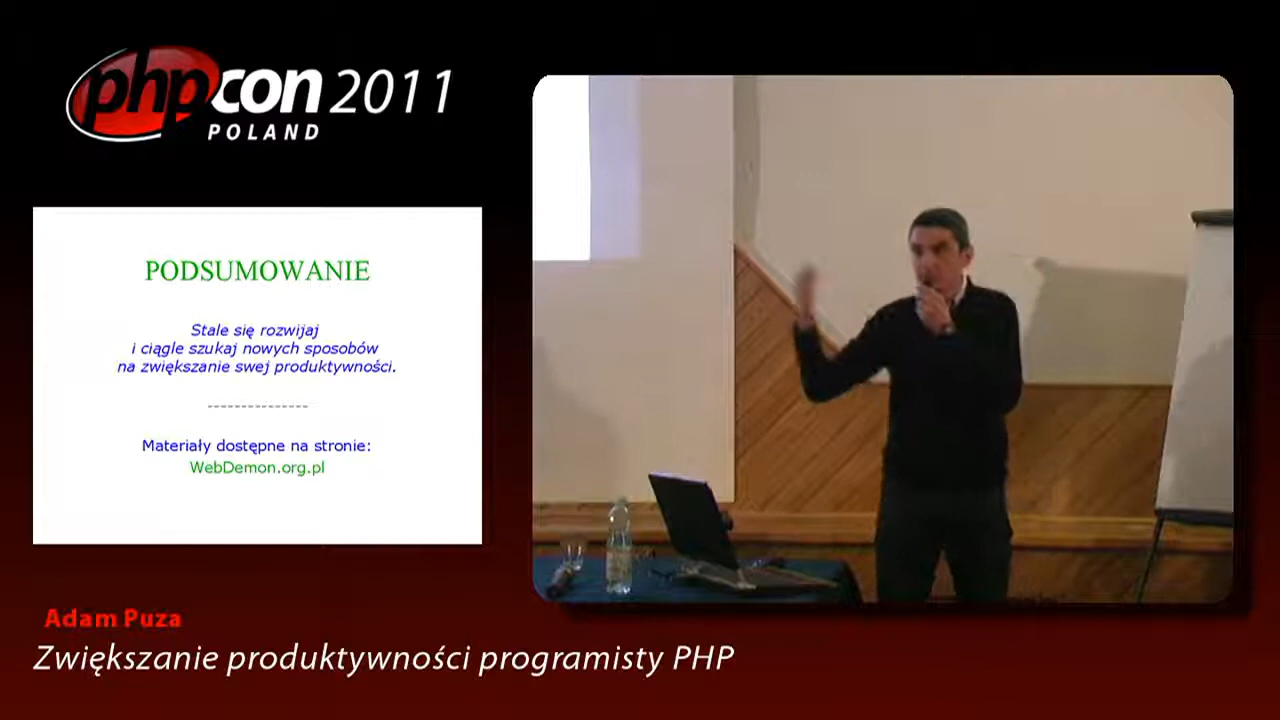 phpcon 2011
POLAND
PODSUMOWANIE
Stale się rozwijaj
i ciągle szukaj nowych sposobów
na zwiększanie swej produktywności.
---------------
Materiały dostępne na stronie:
WebDemon.org.pl
Adam Puza
Zwiększanie produktywności programisty PHP